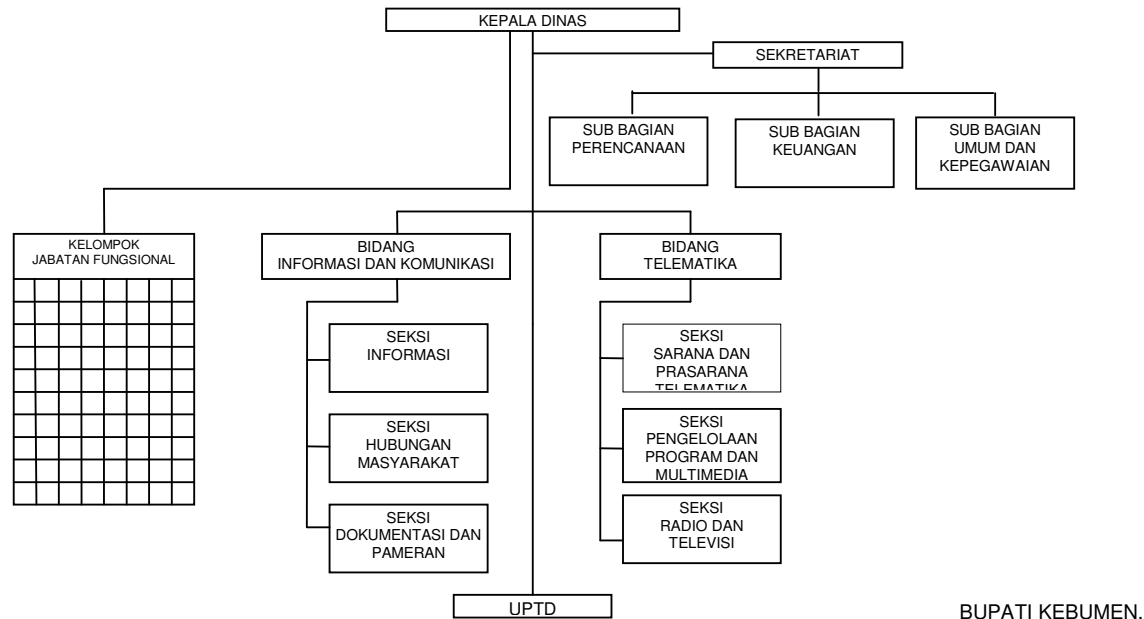 KEPALA DINAS
SEKRETARIAT
SUB BAGIAN
PERENCANAAN
SUB BAGIAN
KEUANGAN
SUB BAGIAN
UMUM DAN
KEPEGAWAIAN
KELOMPOK
JABATAN FUNGSIONAL
BIDANG
INFORMASI DAN KOMUNIKASI
BIDANG
TELEMATIKA
SEKSI
INFORMASI
SEKSI
HUBUNGAN
MASYARAKAT
SEKSI
DOKUMENTASI DAN
PAMERAN
SEKSI
SARANA DAN
PRASARANA
TELEMATIKA
SEKSI
PENGELOLAAN
PROGRAM DAN
MULTIMEDIA
SEKSI
RADIO DAN
TELEVISI
UPTD
BUPATI KEBUMEN,